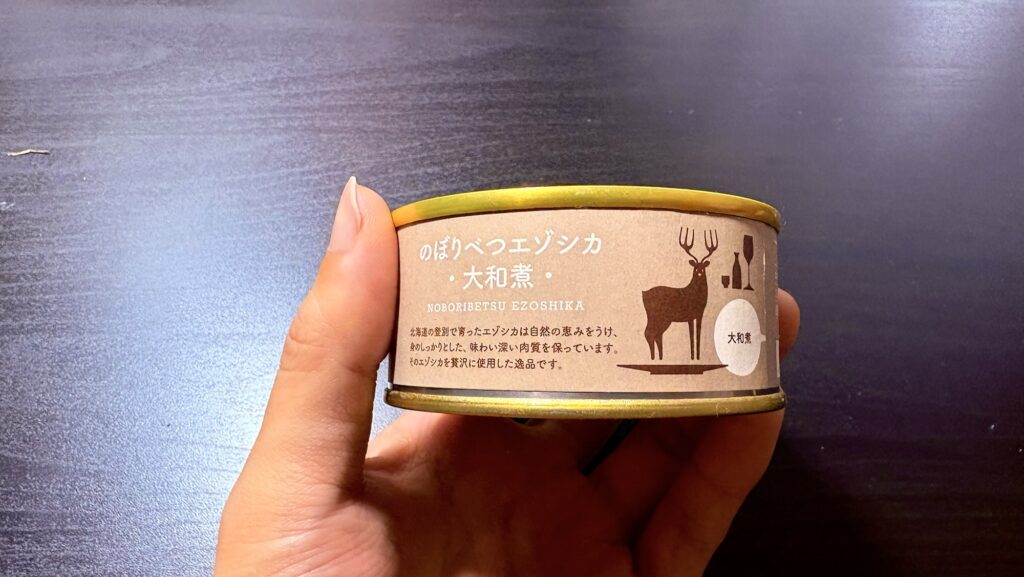 のぼりべつエゾシカ
・大和煮・
NOBORIBETSU EZOSHIKA
北海道の登別で育ったエゾシカは自然の恵みをうけ、
身のしっかりとした、味わい深い肉質を保っています。
そのエゾシカを贅沢に使用した逸品です。
大和煮